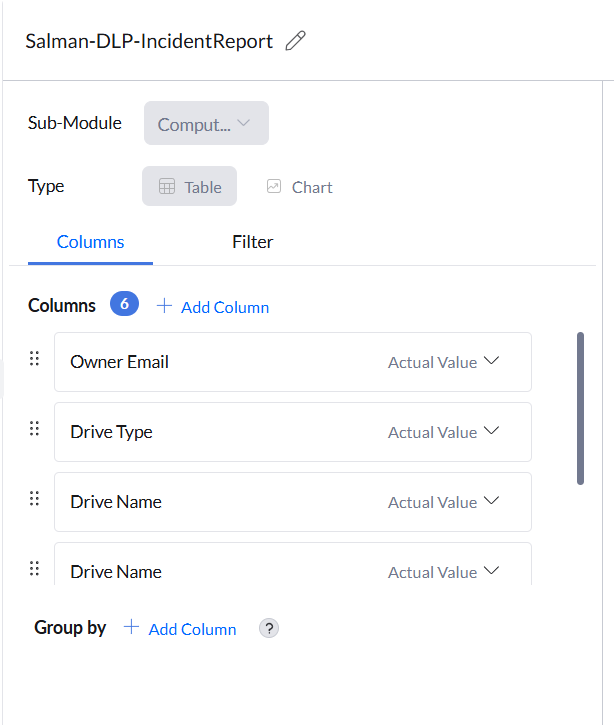 Salman-DLP-IncidentReport
Sub-Module Comput...
Type Table Chart
Columns Filter
Columns 6 Add Column
Owner Email Actual Value
Drive Type Actual Value
Drive Name Actual Value
Drive Name Actual Value
Group by Add Column ?